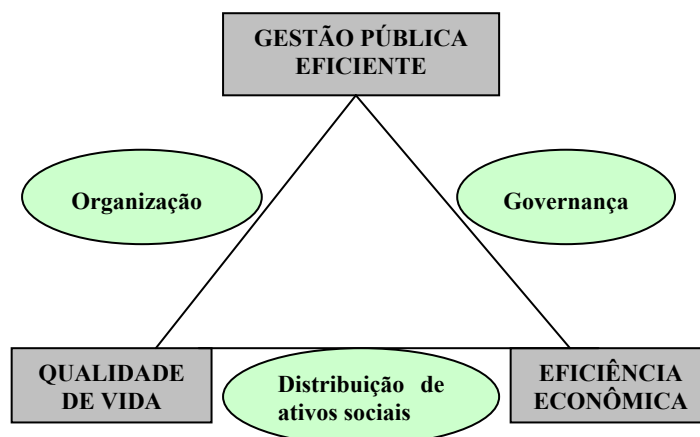 GESTÃO PÚBLICA
EFICIENTE
Organização
Governança
QUALIDADE
DE VIDA
Distribuição de
ativos sociais
EFICIÊNCIA
ECONÔMICA